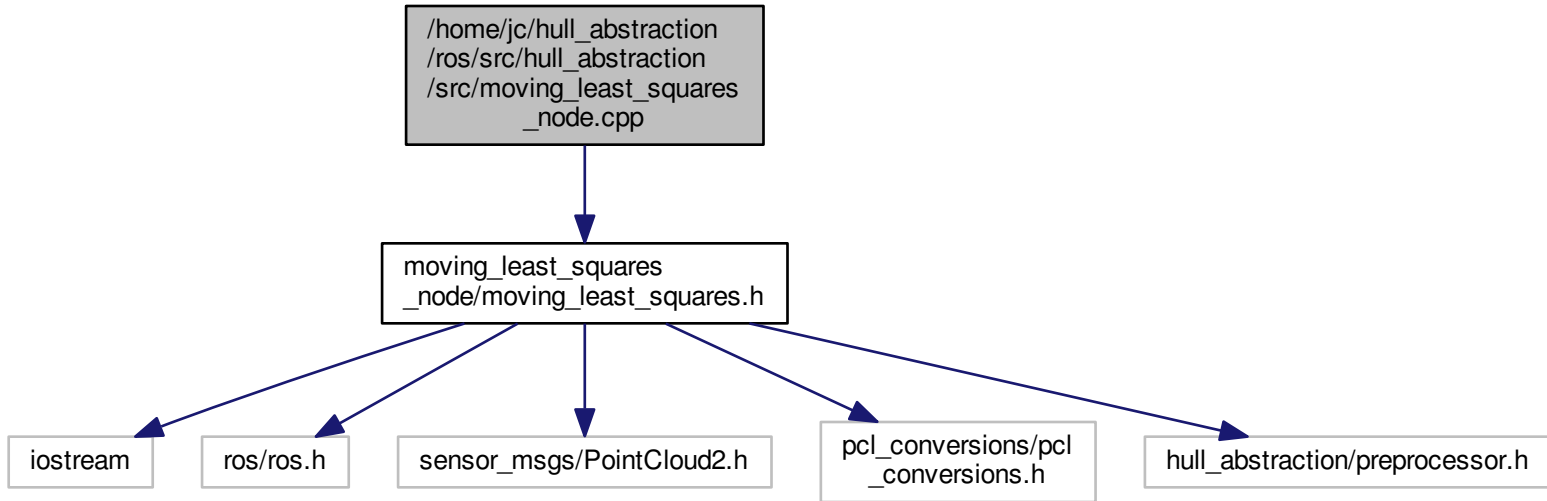 /home/jc/hull_abstraction
/ros/src/hull_abstraction
/src/moving_least_squares
_node.cpp
moving_least_squares
_node/moving_least_squares.h
iostream
ros/ros.h
sensor_msgs/PointCloud2.h
pcl_conversions/pcl
_conversions.h
hull_abstraction/preprocessor.h